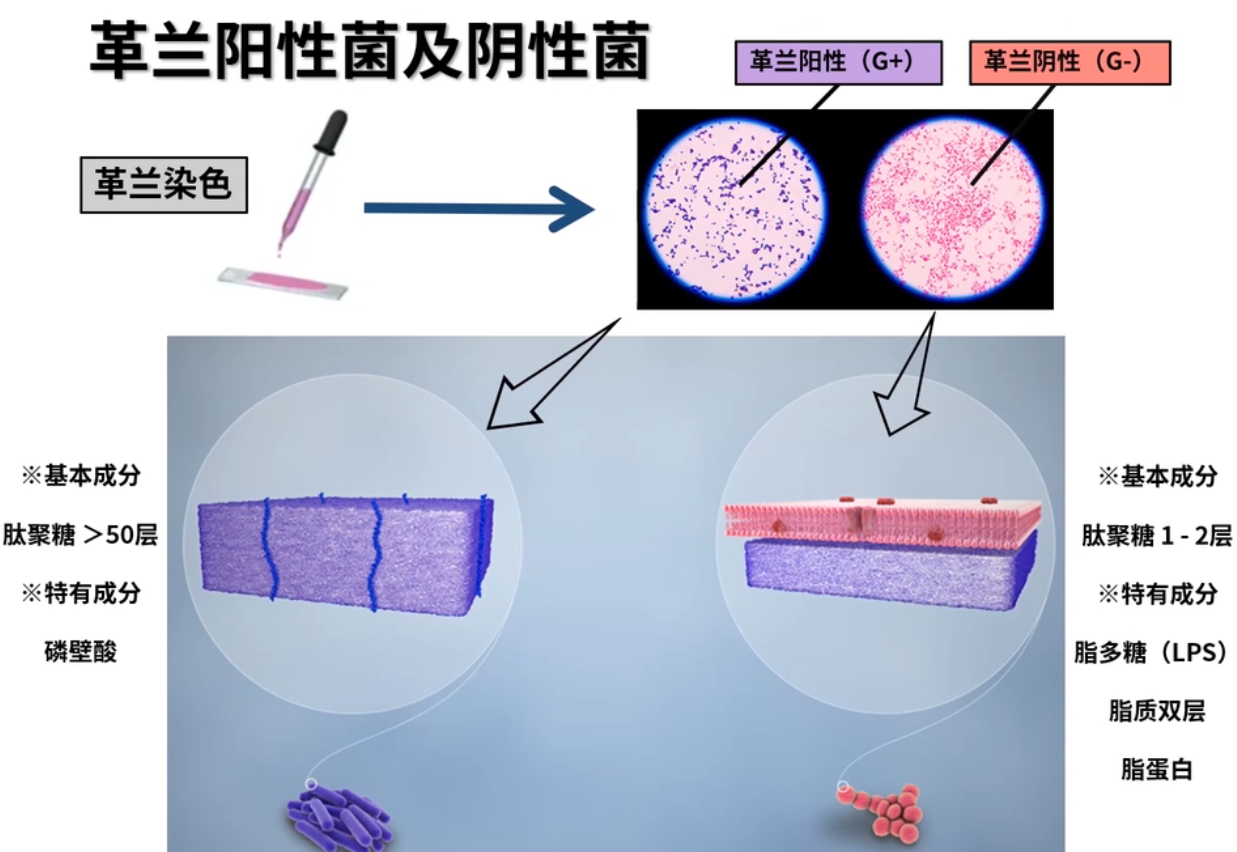 革兰阳性菌及阴性菌
革兰阳性（G+）
革兰阴性（G-）
革兰染色
※基本成分
肽聚糖 ＞50层
※特有成分
磷壁酸
※基本成分
肽聚糖 1 - 2层
※特有成分
脂多糖（LPS）
脂质双层
脂蛋白